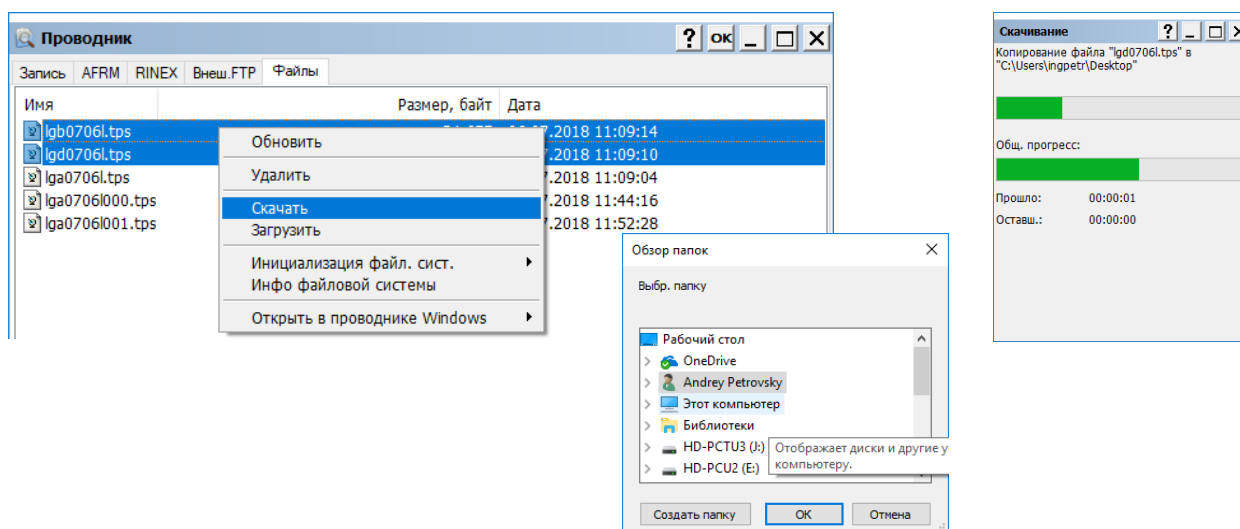 Проводник
? ок _
Запись AFRM RINEX Внеш.FTP Файлы
Имя Размер, байт Дата
lgb0706l.tps .2018 11:09:14
lgd0706l.tps 7.2018 11:09:10
lga0706l.tps 7.2018 11:09:04
lga0706l000.tps 7.2018 11:44:16
lga0706l001.tps 7.2018 11:52:28
Обновить
Удалить
Скачать
Загрузить
Инициализация файл. сист.
Инфо файловой системы
Открыть в проводнике Windows
Обзор папок
Выбр. папку
Рабочий стол
OneDrive
Andrey Petrovsky
Этот компьютер
Библиотеки
HD-PCTU3 (J:)
HD-PCU2 (E:)
Отображает диски и другие у
компьютеру.
Создать папку ОК Отмена
Скачивание
Копирование файла "lgd0706l.tps" в
"C:\Users\ingpetr\Desktop"
Общ. прогресс:
Прошло: 00:00:01
Оставш.: 00:00:00